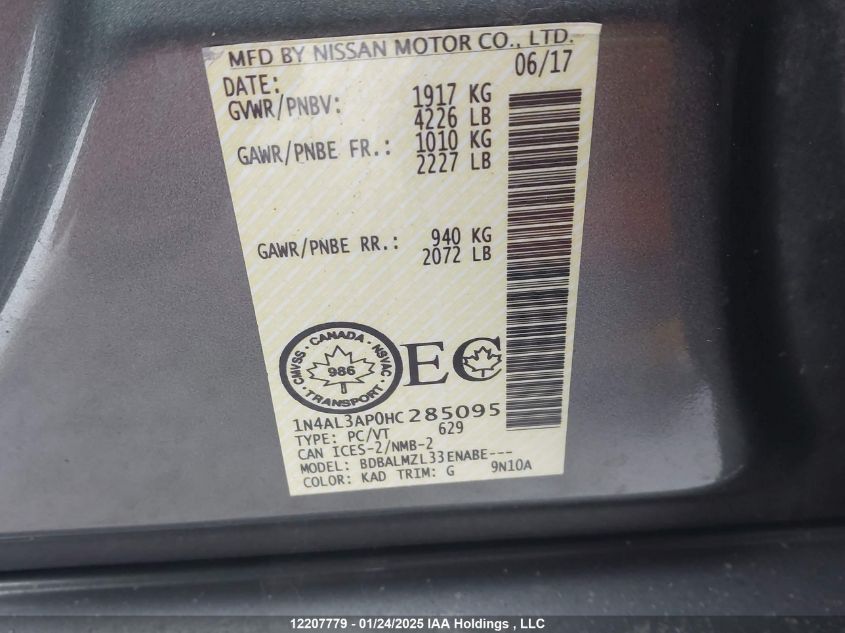 MFD BY NISSAN MOTOR CO., LTD.
DATE: 06/17
GVWR/PNBV: 1917 KG
4226 LB
GAWR/PNBE FR.: 1010 KG
2227 LB
GAWR/PNBE RR.: 940 KG
2072 LB
CMVSS · CANADA · NSVAC
986
· TRANSPORT ·
EC
1N4AL3AP0HC285095
TYPE: PC/VT 629
CAN ICES-2/NMB-2
MODEL: BDBALMZL33ENABE---
COLOR: KAD TRIM: G 9N10A
12207779 - 01/24/2025 IAA Holdings , LLC